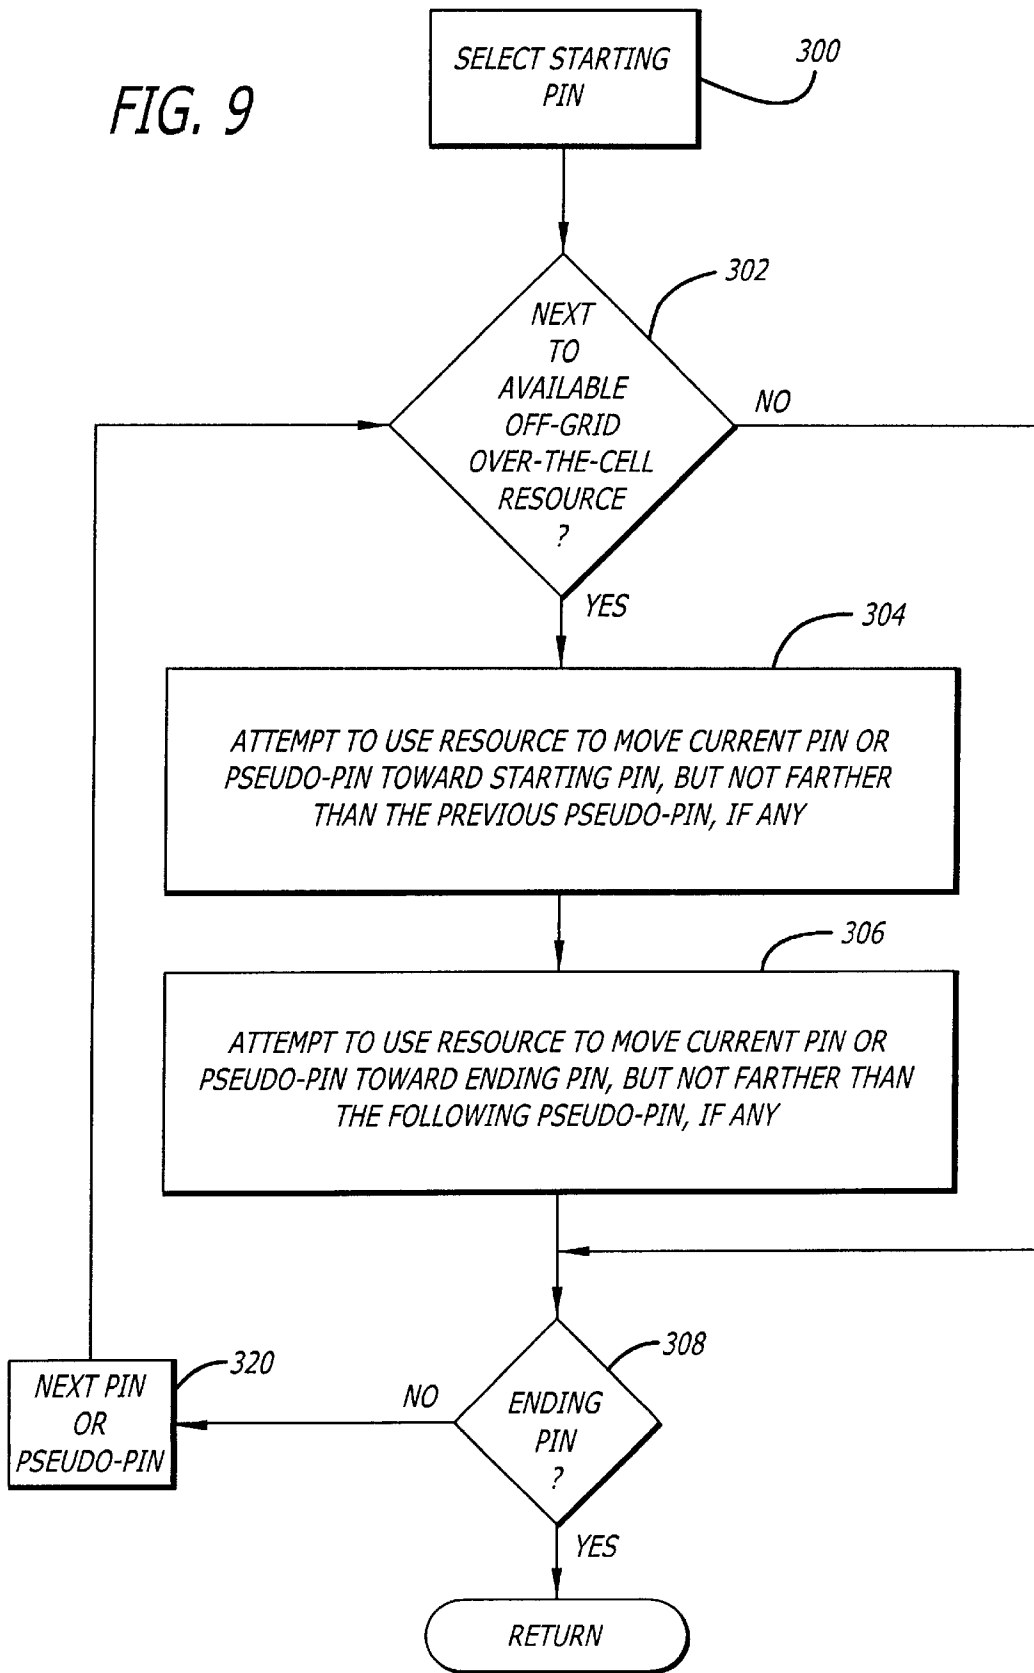 FIG. 9
SELECT STARTING
PIN
300
302
NEXT
TO
AVAILABLE
OFF-GRID
OVER-THE-CELL
RESOURCE
?
NO
YES
304
ATTEMPT TO USE RESOURCE TO MOVE CURRENT PIN OR
PSEUDO-PIN TOWARD STARTING PIN, BUT NOT FARTHER
THAN THE PREVIOUS PSEUDO-PIN, IF ANY
306
ATTEMPT TO USE RESOURCE TO MOVE CURRENT PIN OR
PSEUDO-PIN TOWARD ENDING PIN, BUT NOT FARTHER THAN
THE FOLLOWING PSEUDO-PIN, IF ANY
308
ENDING
PIN
?
NO
320
NEXT PIN
OR
PSEUDO-PIN
YES
RETURN